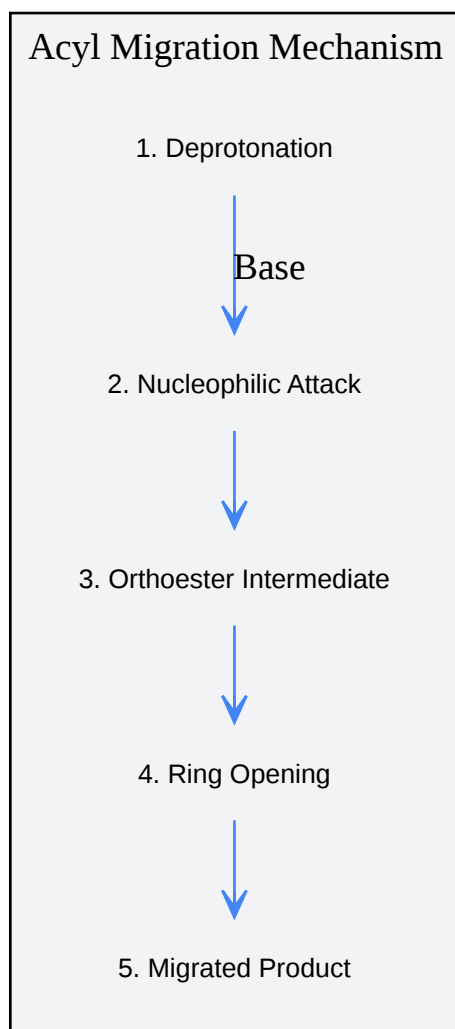 Acyl Migration Mechanism
1. Deprotonation
Base
2. Nucleophilic Attack
3. Orthoester Intermediate
4. Ring Opening
5. Migrated Product